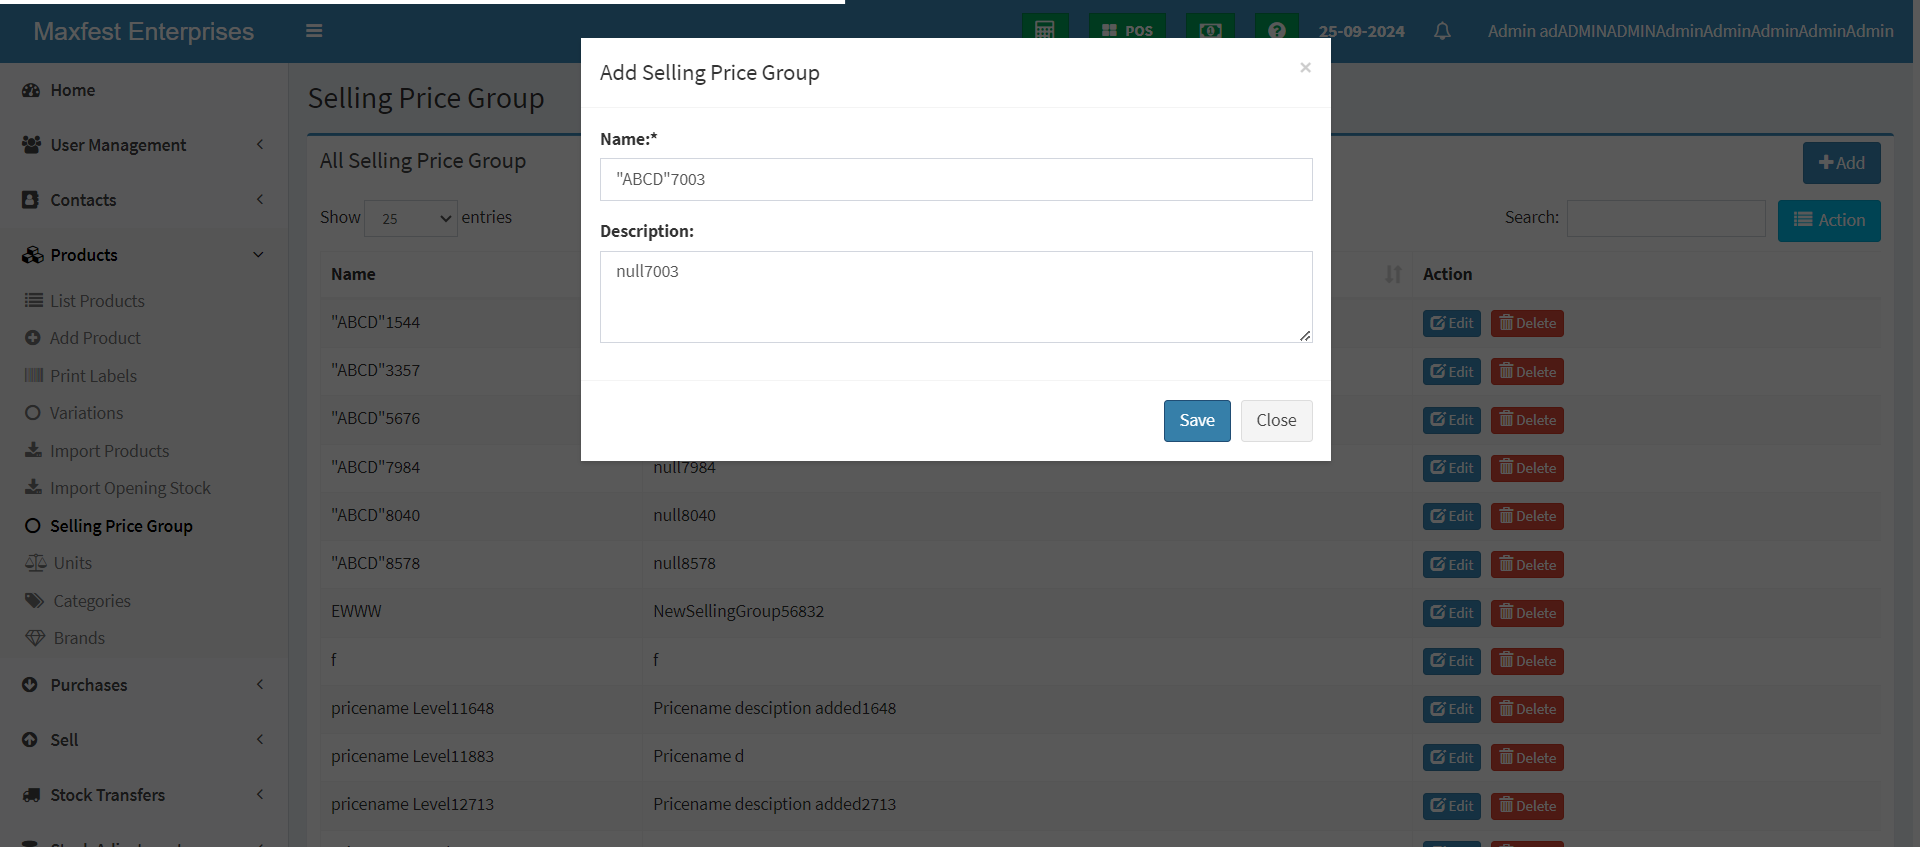 Maxfest Enterprises
POS
25-09-2024
Admin adADMINADMINAdminAdminAdminAdminAdmin
Home
User Management
Contacts
Products
List Products
Add Product
Print Labels
Variations
Import Products
Import Opening Stock
Selling Price Group
Units
Categories
Brands
Purchases
Sell
Stock Transfers
Selling Price Group
All Selling Price Group
Add
Show 25 entries
Search:
Action
Name
Action
"ABCD"1544
Edit Delete
"ABCD"3357
Edit Delete
"ABCD"5676
Edit Delete
"ABCD"7984 null7984 Edit Delete
"ABCD"8040 null8040 Edit Delete
"ABCD"8578 null8578 Edit Delete
EWWW NewSellingGroup56832 Edit Delete
f f Edit Delete
pricename Level11648 Pricename desciption added1648 Edit Delete
pricename Level11883 Pricename d Edit Delete
pricename Level12713 Pricename desciption added2713 Edit Delete
Add Selling Price Group
×
Name:*
"ABCD"7003
Description:
null7003
Save Close